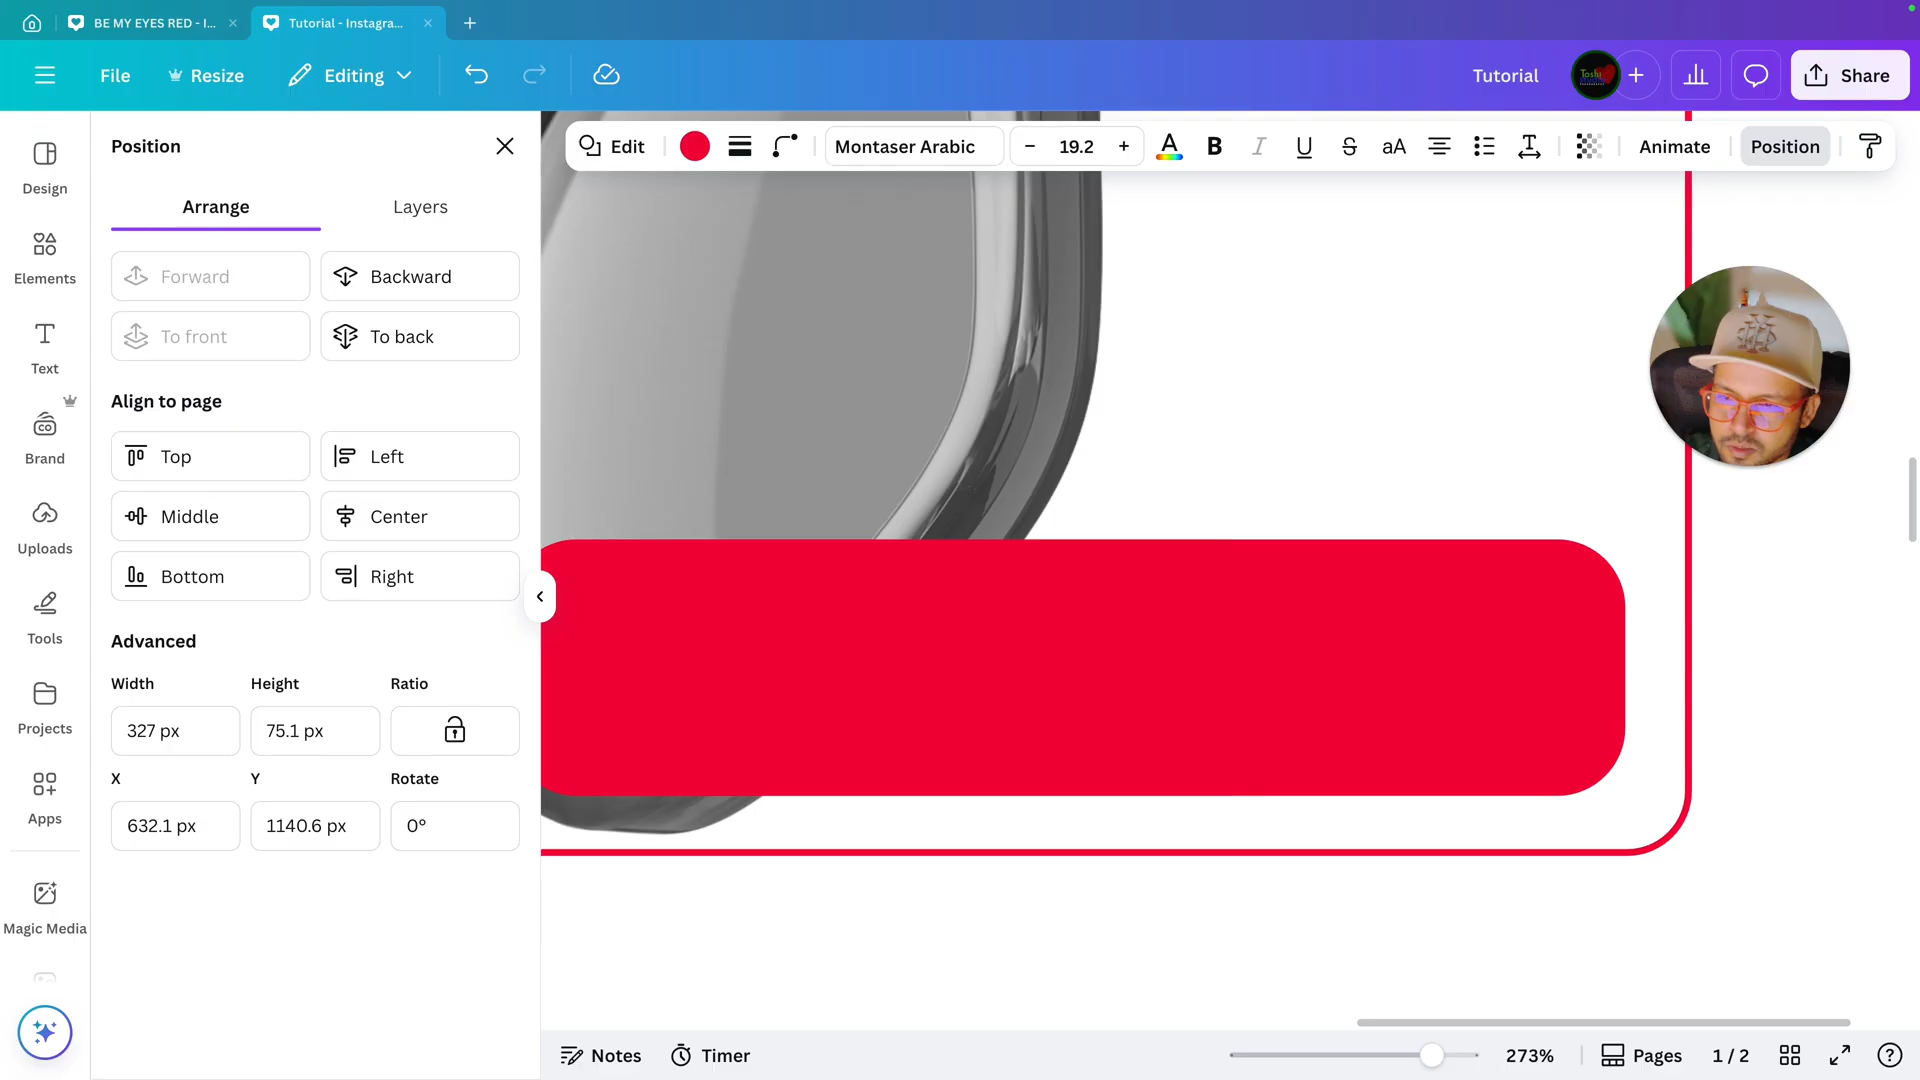 BE MY EYES RED - I...
Tutorial - Instagra...
File
Resize
Editing
Tutorial
Share
Design
Elements
Text
Brand
Uploads
Tools
Projects
Apps
Magic Media
Position
Arrange
Layers
Forward
Backward
To front
To back
Align to page
Top
Left
Middle
Center
Bottom
Right
Advanced
Width
Height
Ratio
327 px
75.1 px
X
Y
Rotate
632.1 px
1140.6 px
0°
Edit
Montaser Arabic
– 19.2 +
A
B
I
U
S
aA
T
Animate
Position
Notes
Timer
273%
Pages
1 / 2